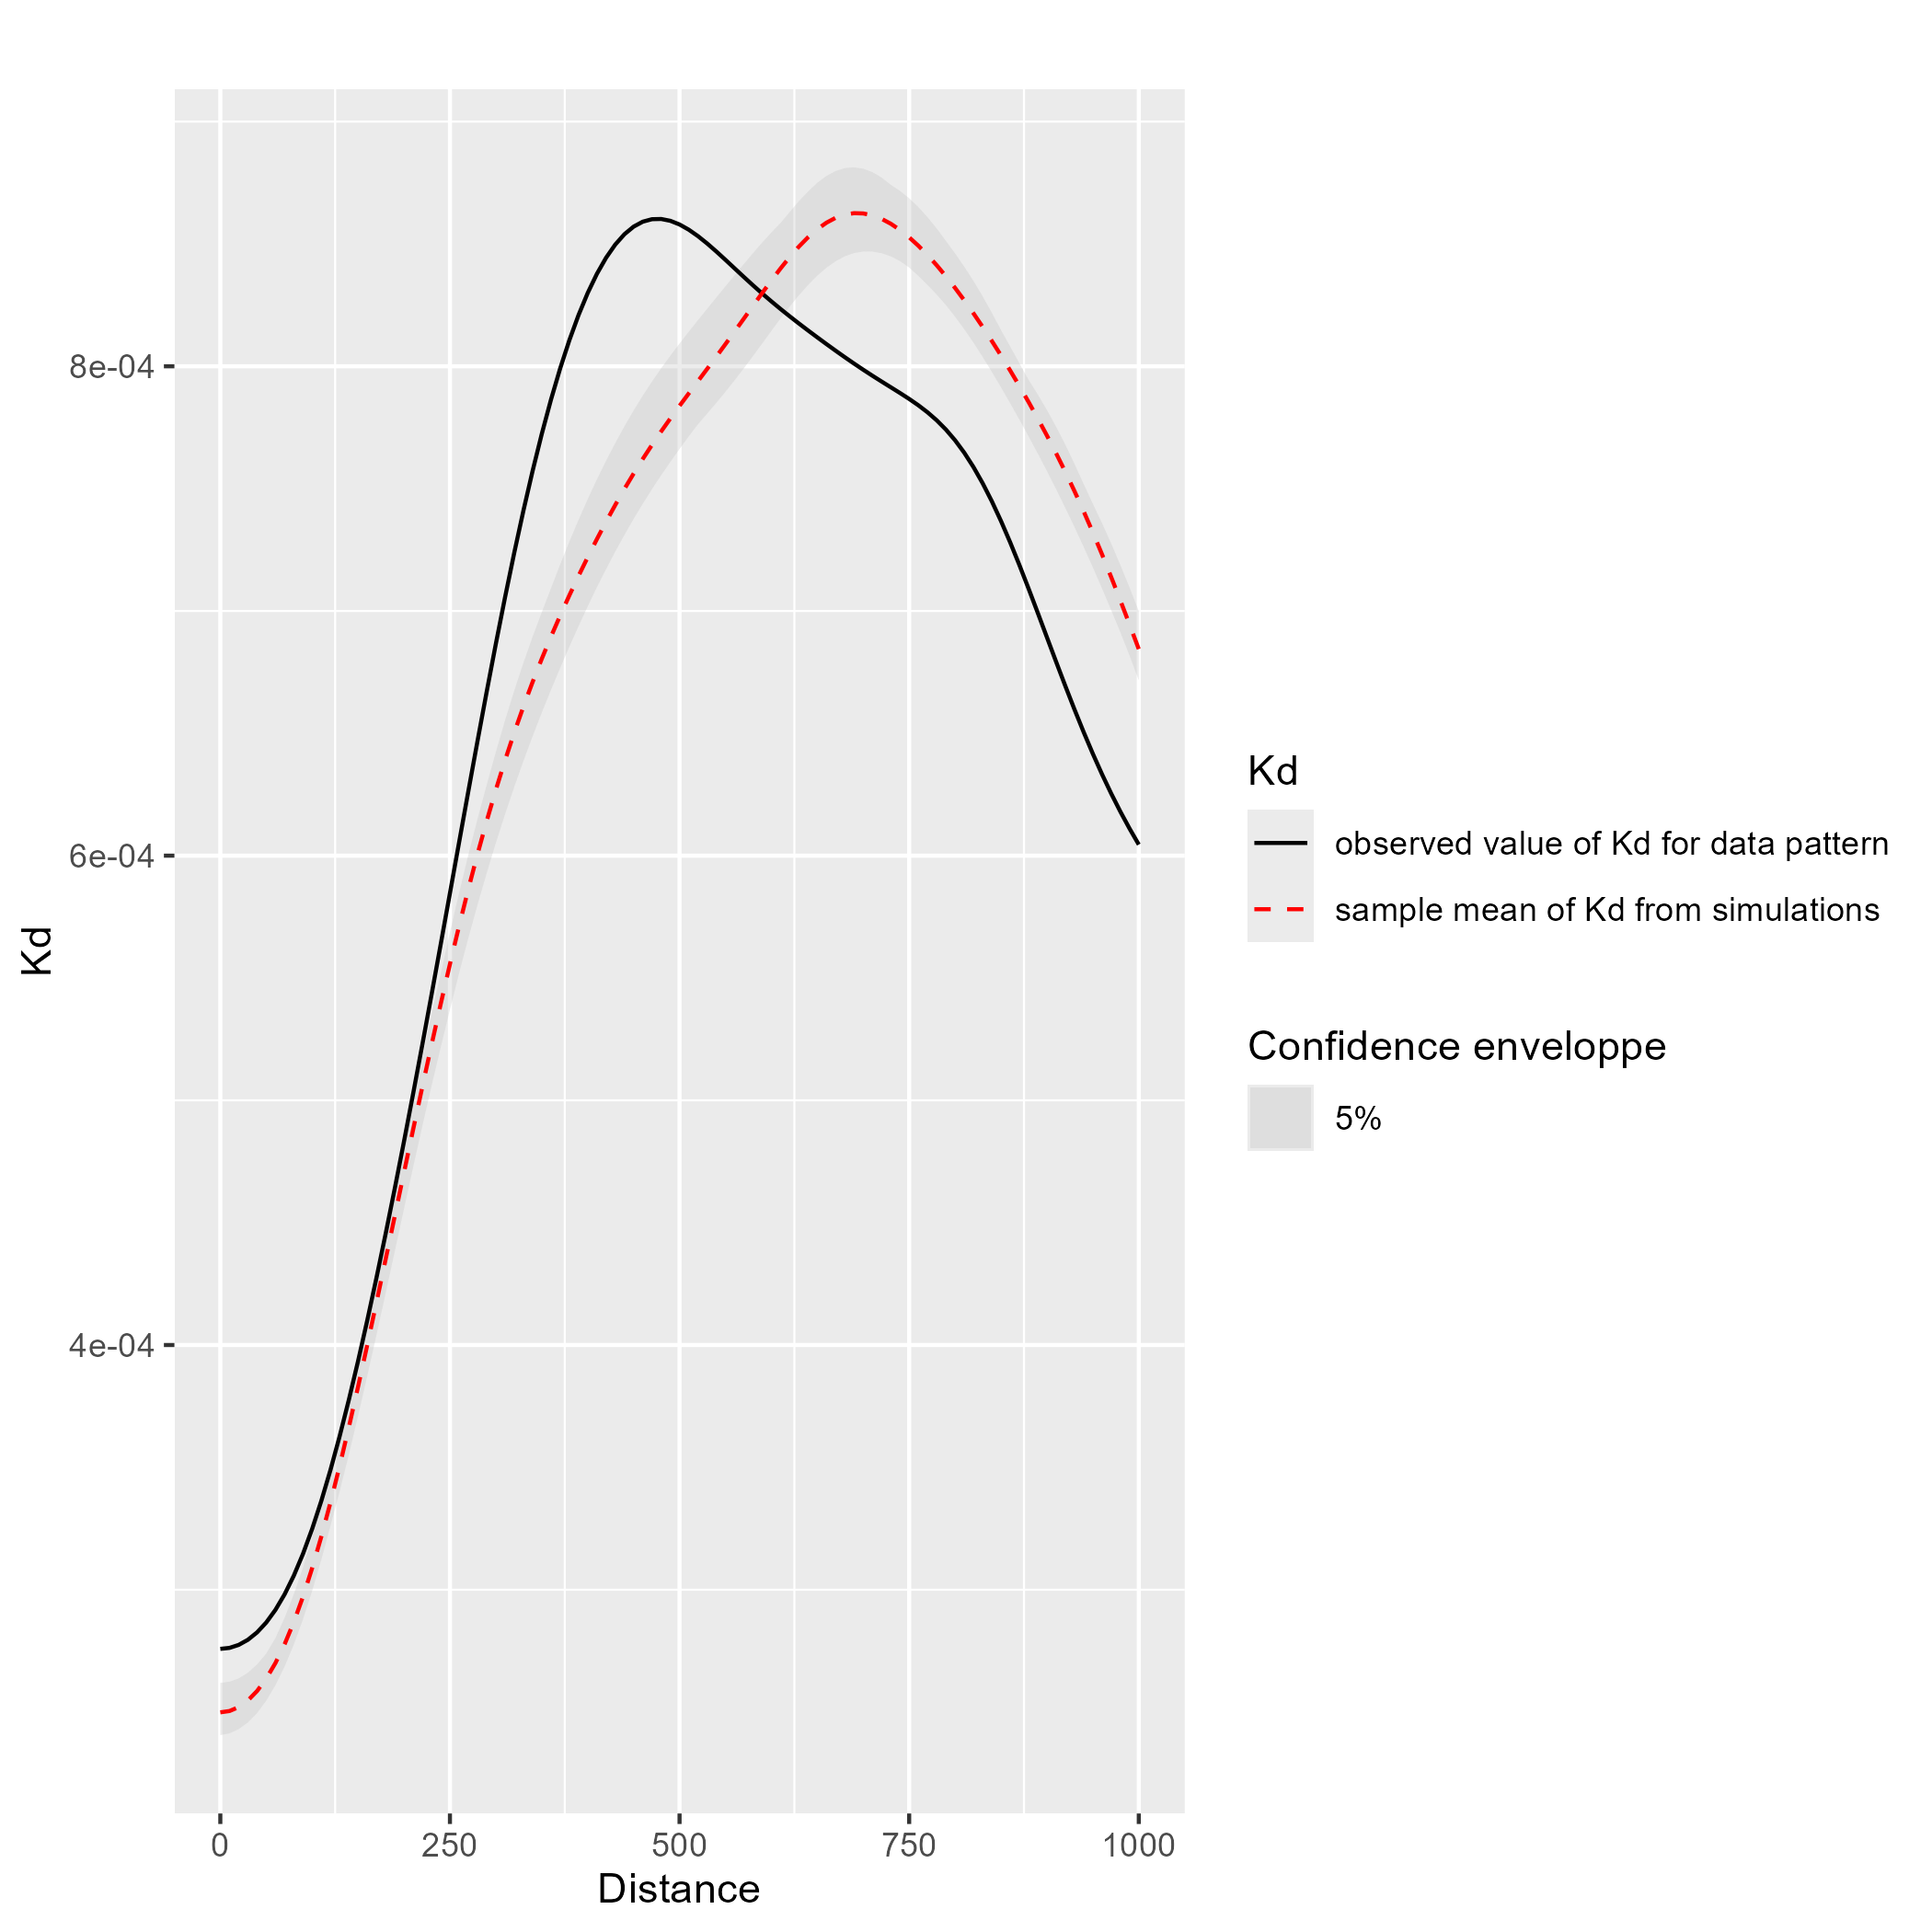 8e-04
6e-04
4e-04
Kd
0 250 500 750 1000
Distance
Kd
observed value of Kd for data pattern
sample mean of Kd from simulations
Confidence enveloppe
5%